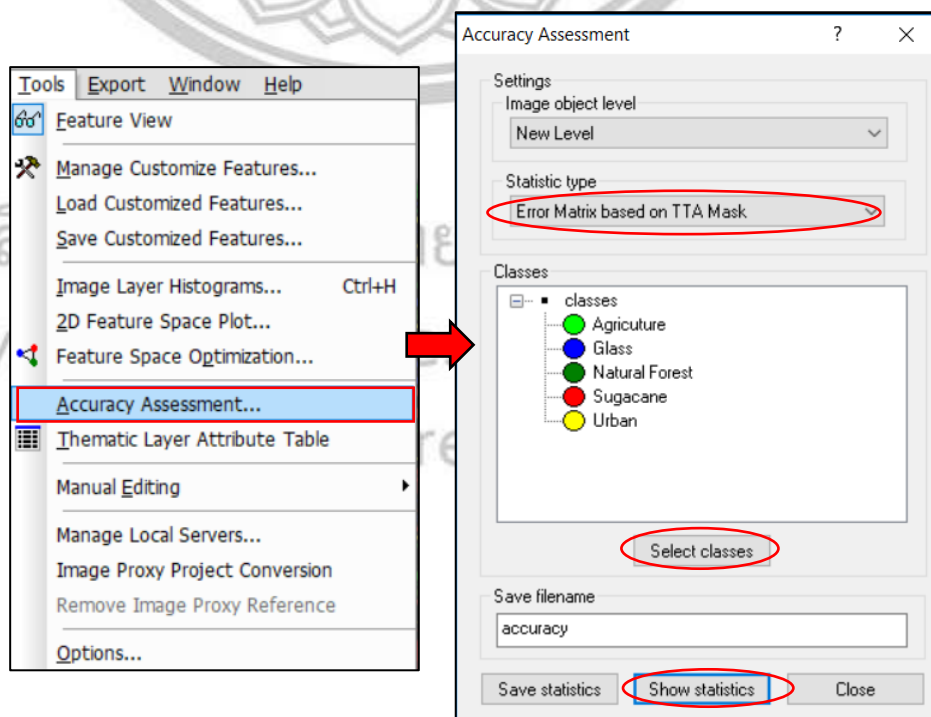 Tools Export Window Help
Feature View
Manage Customize Features...
Load Customized Features...
Save Customized Features...
Image Layer Histograms... Ctrl+H
2D Feature Space Plot...
Feature Space Optimization...
Accuracy Assessment...
Thematic Layer Attribute Table
Manual Editing
Manage Local Servers...
Image Proxy Project Conversion
Remove Image Proxy Reference
Options...
Accuracy Assessment ?
Settings
Image object level
New Level
Statistic type
Error Matrix based on TTA Mask
Classes
classes
Agricuture
Glass
Natural Forest
Sugacane
Urban
Select classes
Save filename
accuracy
Save statistics Show statistics Close